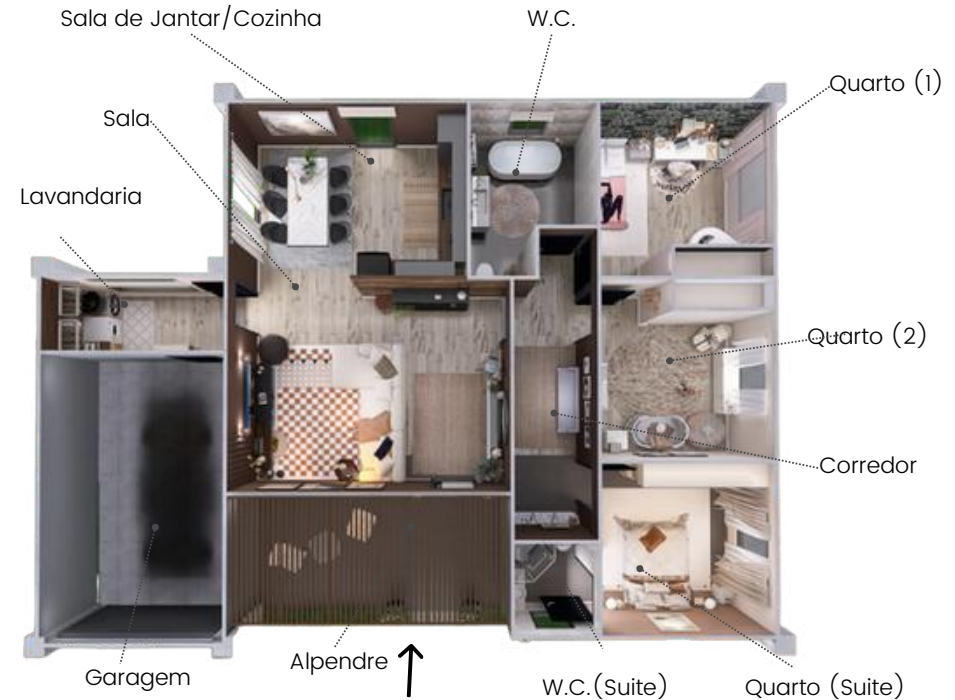 Sala de Jantar/Cozinha
W.C.
Quarto (1)
Sala
Lavandaria
Quarto (2)
Corredor
Alpendre
Garagem
W.C.(Suite)
Quarto (Suite)